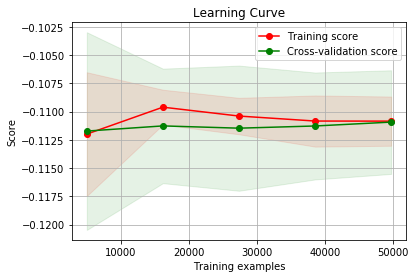 Learning Curve
−0.1025
−0.1050
−0.1075
−0.1100
−0.1125
−0.1150
−0.1175
−0.1200
Score
Training score
Cross-validation score
10000 20000 30000 40000 50000
Training examples